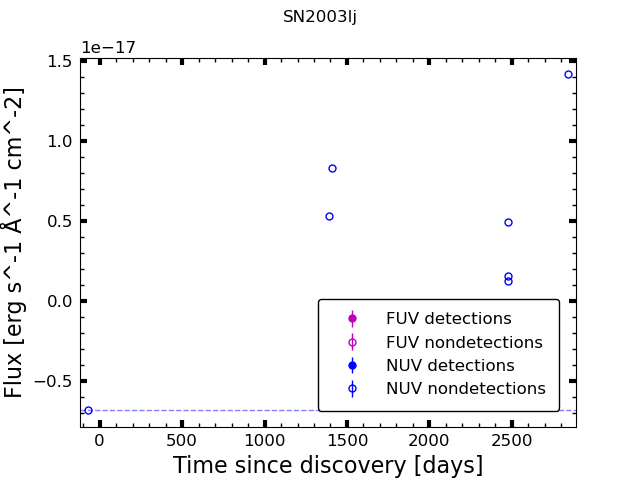 SN2003lj
1e−17
1.5
1.0
0.5
0.0
−0.5
Flux [erg s^-1 Å^-1 cm^-2]
FUV detections
FUV nondetections
NUV detections
NUV nondetections
0 500 1000 1500 2000 2500
Time since discovery [days]